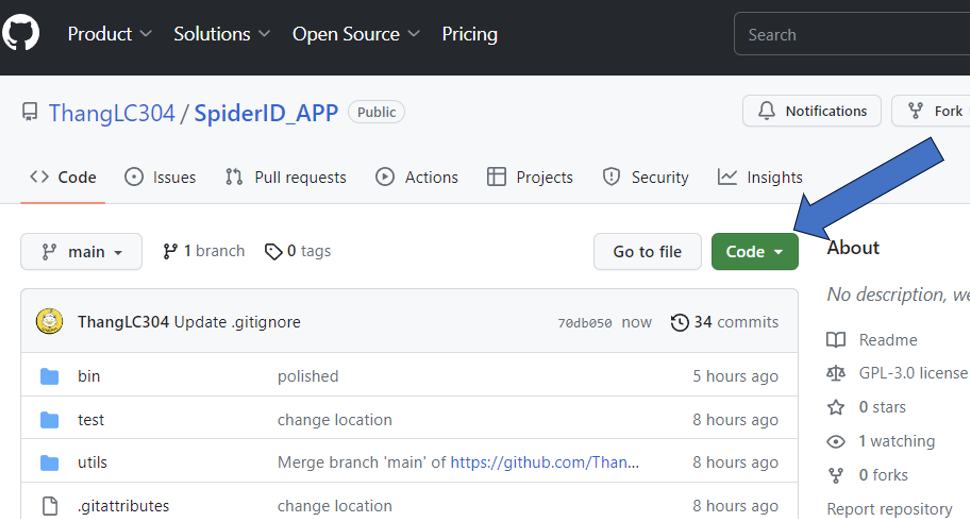 Product Solutions Open Source Pricing Search
ThangLC304 / SpiderID_APP Public Notifications Fork
Code Issues Pull requests Actions Projects Security Insights
main 1 branch 0 tags Go to file Code
About
ThangLC304 Update .gitignore 70db050 now 34 commits
No description, we
bin polished 5 hours ago
Readme
test change location 8 hours ago
GPL-3.0 license
0 stars
utils Merge branch 'main' of https://github.com/Than... 8 hours ago
1 watching
0 forks
.gitattributes change location 8 hours ago
Report repository